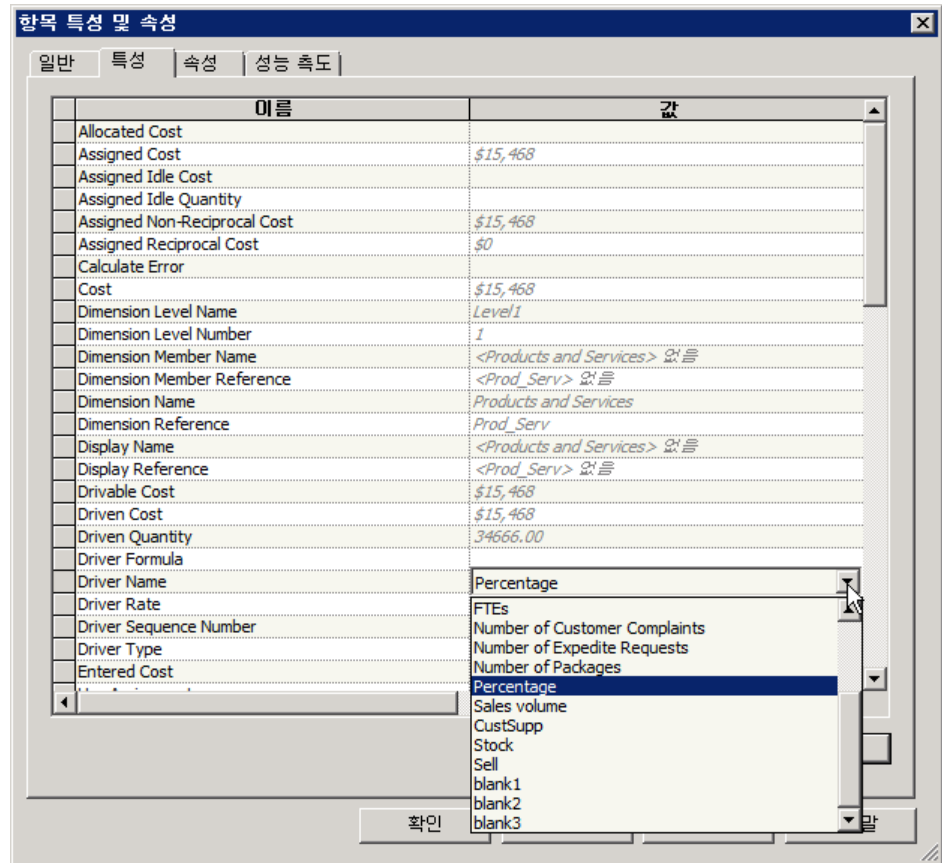 항목 특성 및 속성
일반 특성 속성 성능 측도
이름 값
Allocated Cost
Assigned Cost $15,468
Assigned Idle Cost
Assigned Idle Quantity
Assigned Non-Reciprocal Cost $15,468
Assigned Reciprocal Cost $0
Calculate Error
Cost $15,468
Dimension Level Name Level1
Dimension Level Number 1
Dimension Member Name <Products and Services> 없음
Dimension Member Reference <Prod_Serv> 없음
Dimension Name Products and Services
Dimension Reference Prod_Serv
Display Name <Products and Services> 없음
Display Reference <Prod_Serv> 없음
Drivable Cost $15,468
Driven Cost $15,468
Driven Quantity 34666.00
Driver Formula
Driver Name Percentage
Driver Rate
Driver Sequence Number
Driver Type
Entered Cost
FTEs
Number of Customer Complaints
Number of Expedite Requests
Number of Packages
Percentage
Sales volume
CustSupp
Stock
Sell
blank1
blank2
blank3
확인 말